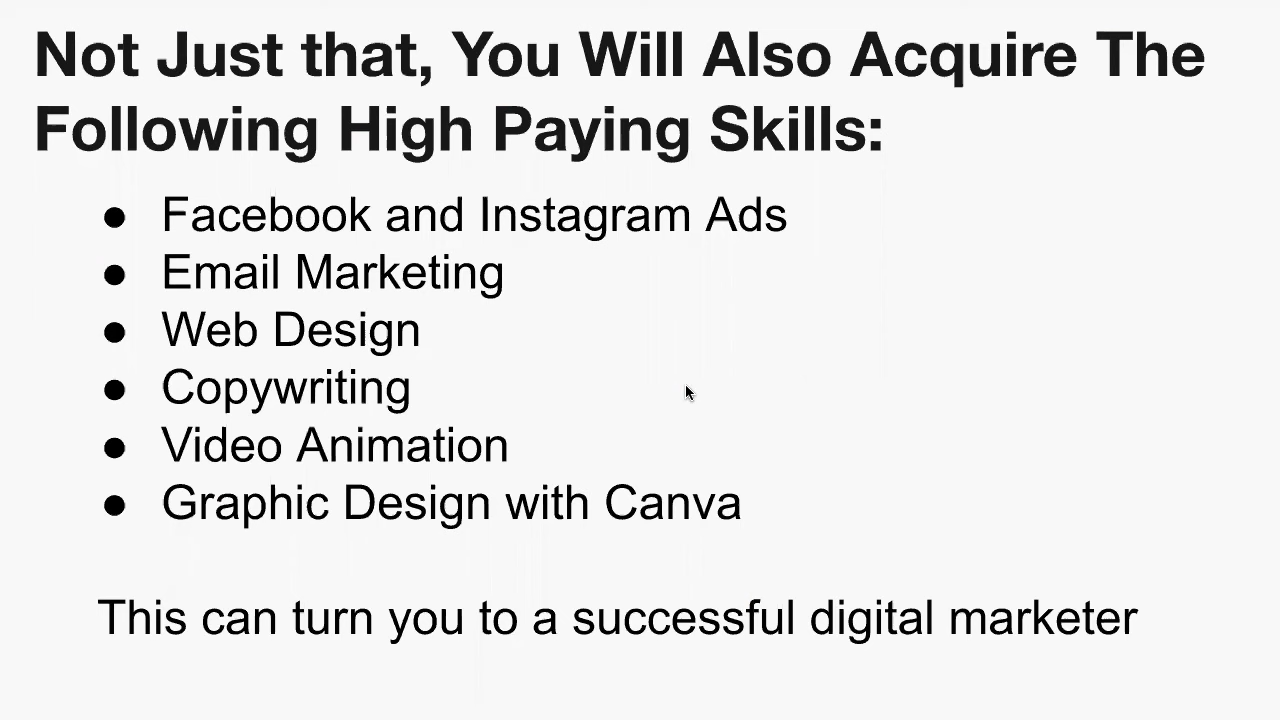 Not Just that, You Will Also Acquire The
Following High Paying Skills:
● Facebook and Instagram Ads
● Email Marketing
● Web Design
● Copywriting
● Video Animation
● Graphic Design with Canva
This can turn you to a successful digital marketer